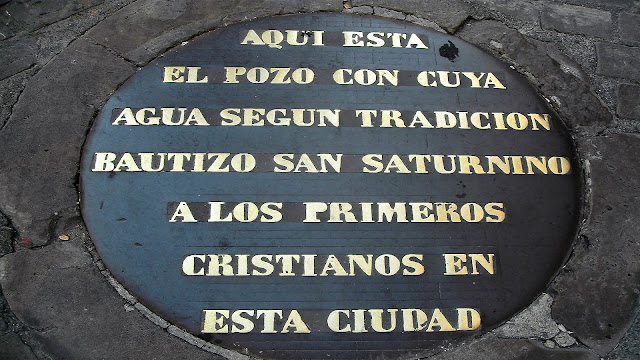 AQUI ESTA
EL POZO CON CUYA
AGUA SEGUN TRADICION
BAUTIZO SAN SATURNINO
A LOS PRIMEROS
CRISTIANOS EN
ESTA CIUDAD